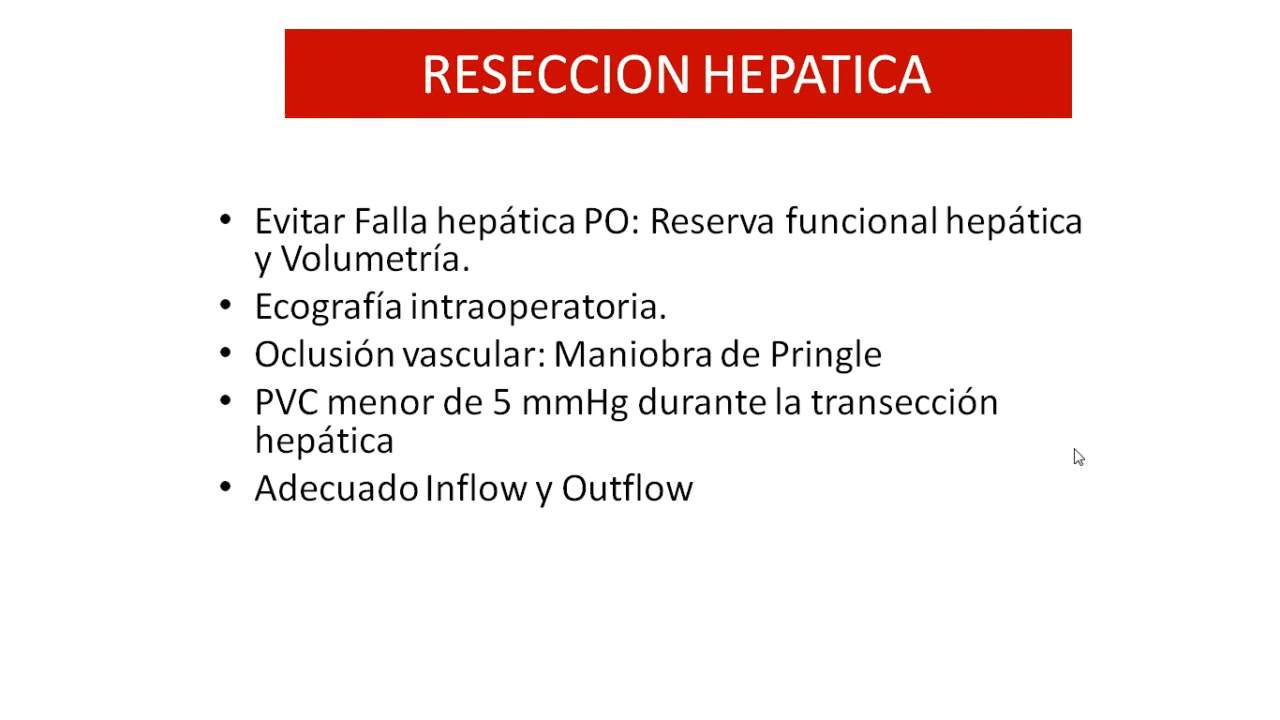 RESECCION HEPATICA
• Evitar Falla hepática PO: Reserva funcional hepática
y Volumetría.
• Ecografía intraoperatoria.
• Oclusión vascular: Maniobra de Pringle
• PVC menor de 5 mmHg durante la transección
hepática
• Adecuado Inflow y Outflow